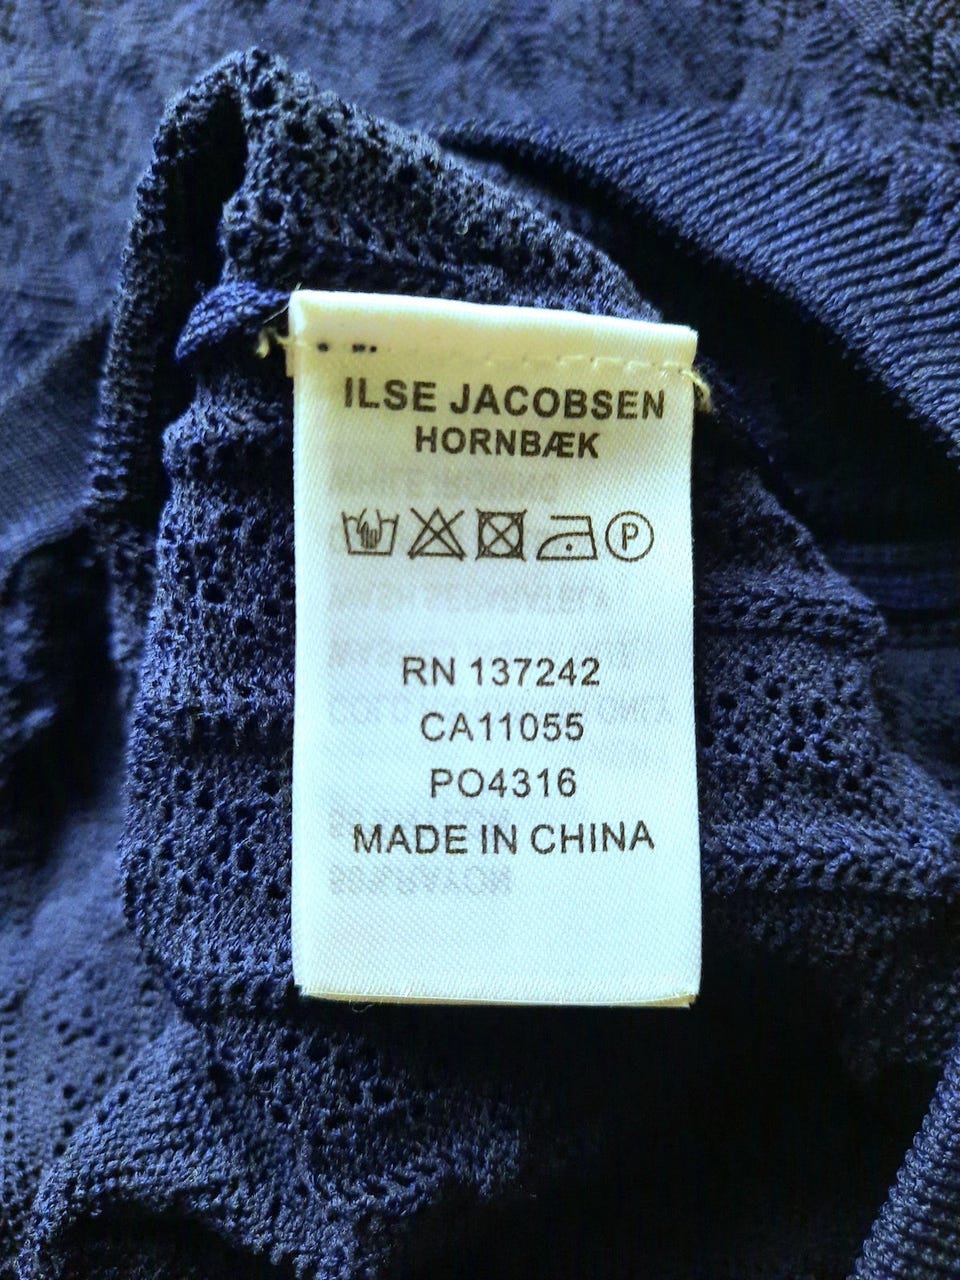 ILSE JACOBSEN
HORNBÆK
P
RN 137242
CA11055
PO4316
MADE IN CHINA